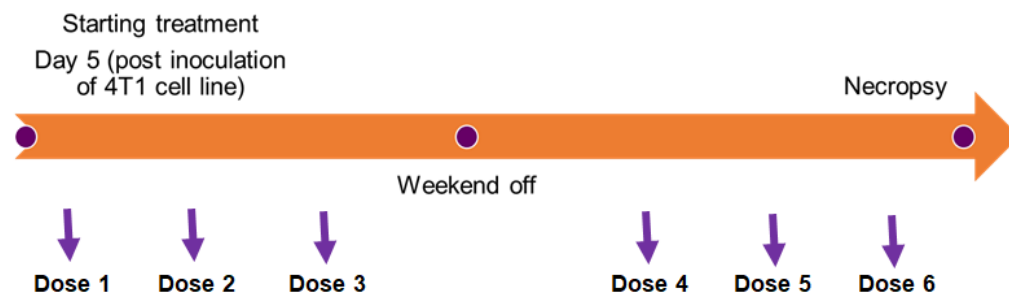 Starting treatment
Day 5 (post inoculation
of 4T1 cell line)
Necropsy
Weekend off
Dose 1
Dose 2
Dose 3
Dose 4
Dose 5
Dose 6